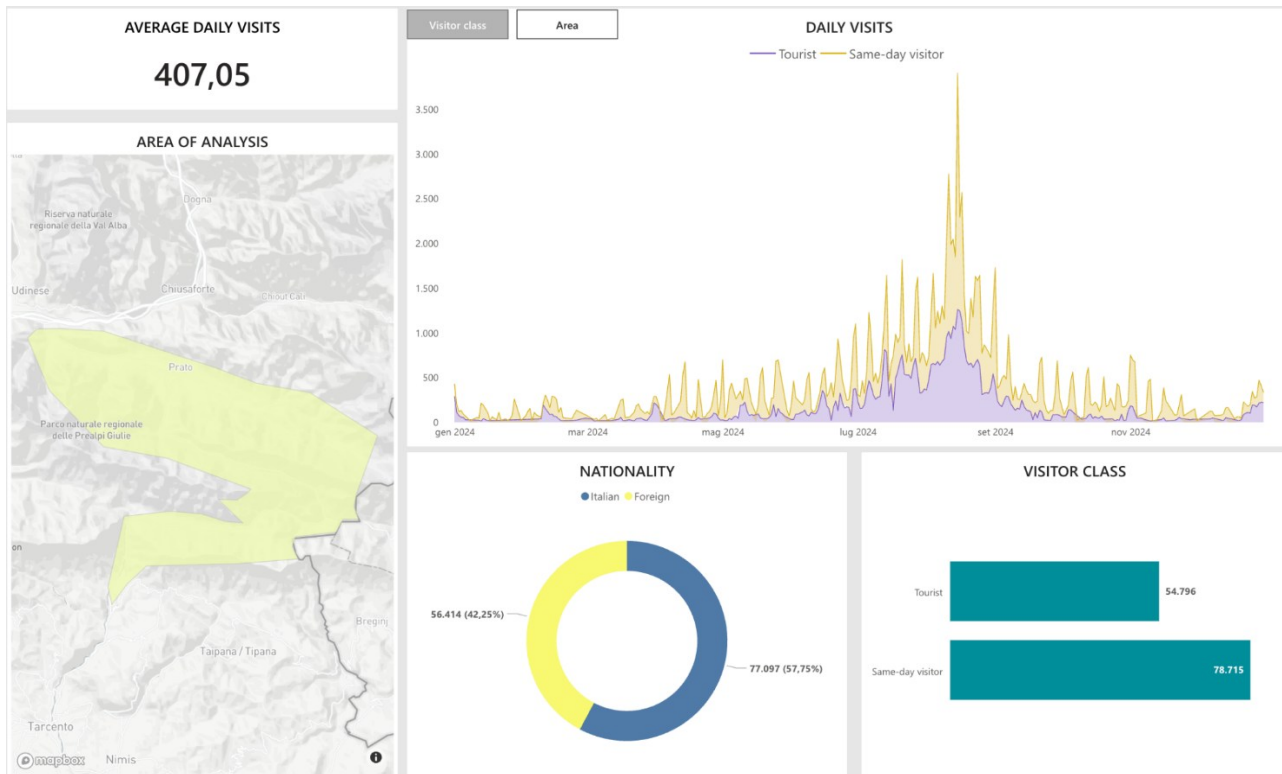 AVERAGE DAILY VISITS
407,05
AREA OF ANALYSIS
Dogna
Riserva naturale
regionale della Val Alba
Udinese
Chiusaforte
Chiout Cali
Prato
Parco naturale regionale
delle Prealpi Giulie
on
Taipana / Tipana
Breginj
Tarcento
Nimis
mapbox
Visitor class
Area
DAILY VISITS
Tourist
Same-day visitor
3.500
3.000
2.500
2.000
1.500
1.000
500
0
gen 2024
mar 2024
mag 2024
lug 2024
set 2024
nov 2024
NATIONALITY
Italian
Foreign
56.414 (42,25%)
77.097 (57,75%)
VISITOR CLASS
Tourist
54.796
Same-day visitor
78.715